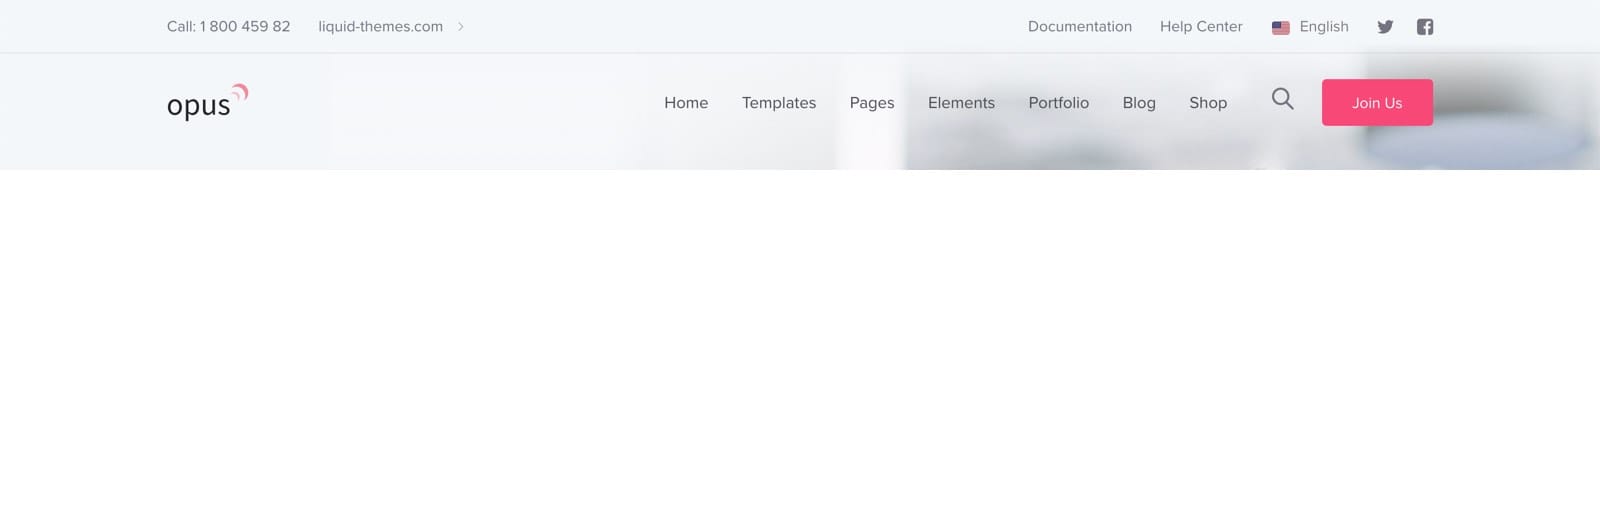 Call: 1 800 459 82 liquid-themes.com Documentation Help Center English
opus Home Templates Pages Elements Portfolio Blog Shop Join Us